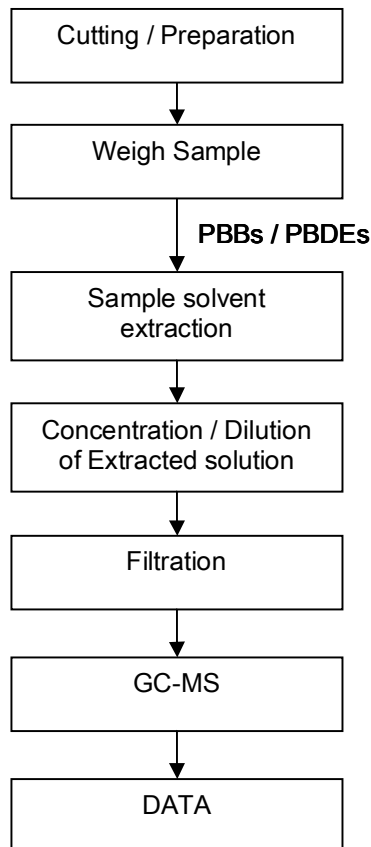 Cutting / Preparation
Weigh Sample
PBBs / PBDEs
Sample solvent
extraction
Concentration / Dilution
of Extracted solution
Filtration
GC-MS
DATA